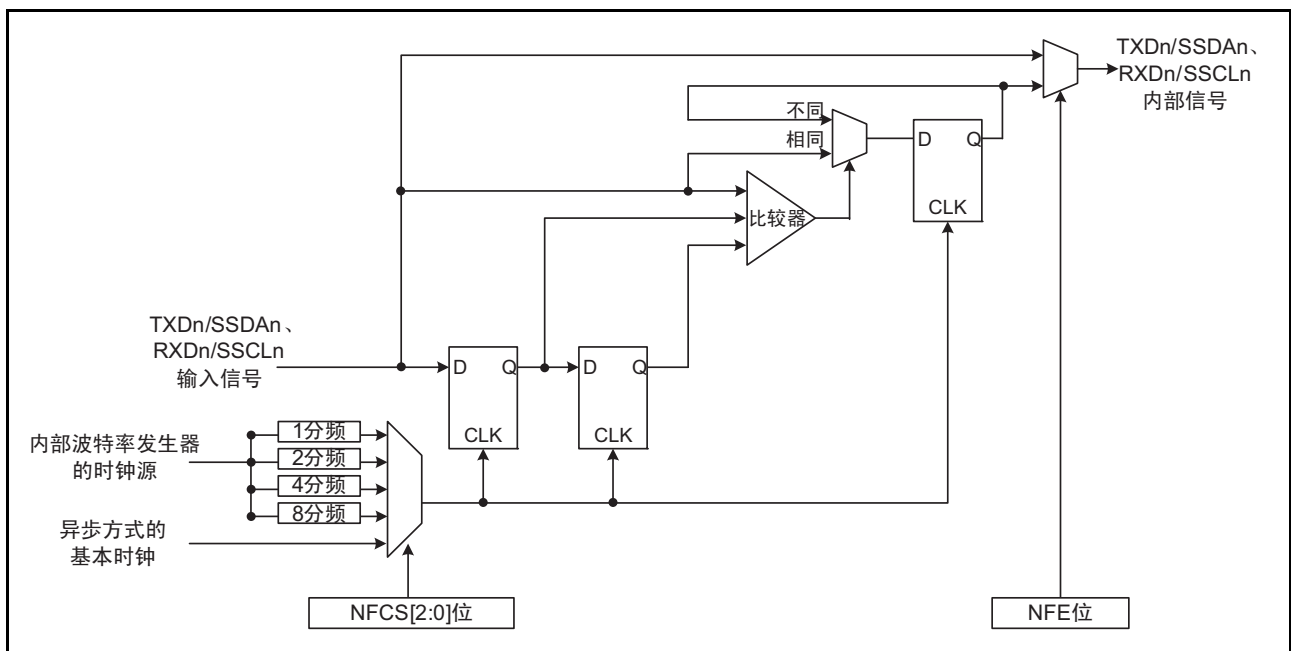 TXDn/SSDAn、
RXDn/SSCLn
内部信号
不同
相同
D
Q
CLK
比较器
TXDn/SSDAn、
RXDn/SSCLn
输入信号
D
Q
CLK
D
Q
CLK
内部波特率发生器
的时钟源
1分频
2分频
4分频
8分频
异步方式的
基本时钟
NFCS[2:0]位
NFE位